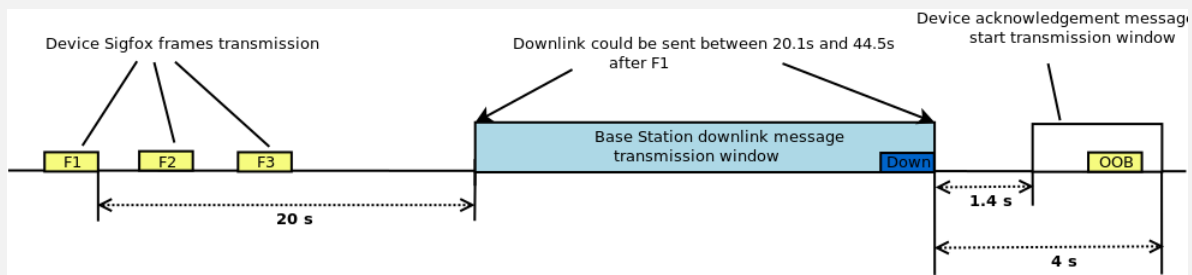 Device acknowledgement message
start transmission window
Device Sigfox frames transmission
Downlink could be sent between 20.1s and 44.5s
after F1
Base Station downlink message
transmission window
F1
F2
F3
Down
OOB
20 s
1.4 s
4 s